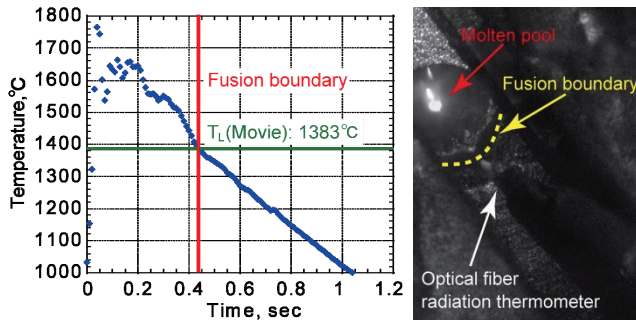 1800
1700
1600
1500
1400
1300
1200
1100
1000
Temperature,°C
0
0.2
0.4
0.6
0.8
1
1.2
Time, sec
Fusion boundary
TL(Movie): 1383°C
Molten pool
Fusion boundary
Optical fiber
radiation thermometer